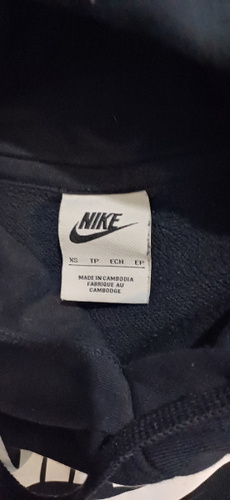 NIKE
XS TP ECH EP
MADE IN CAMBODIA
FABRIQUE AU
CAMBODGE